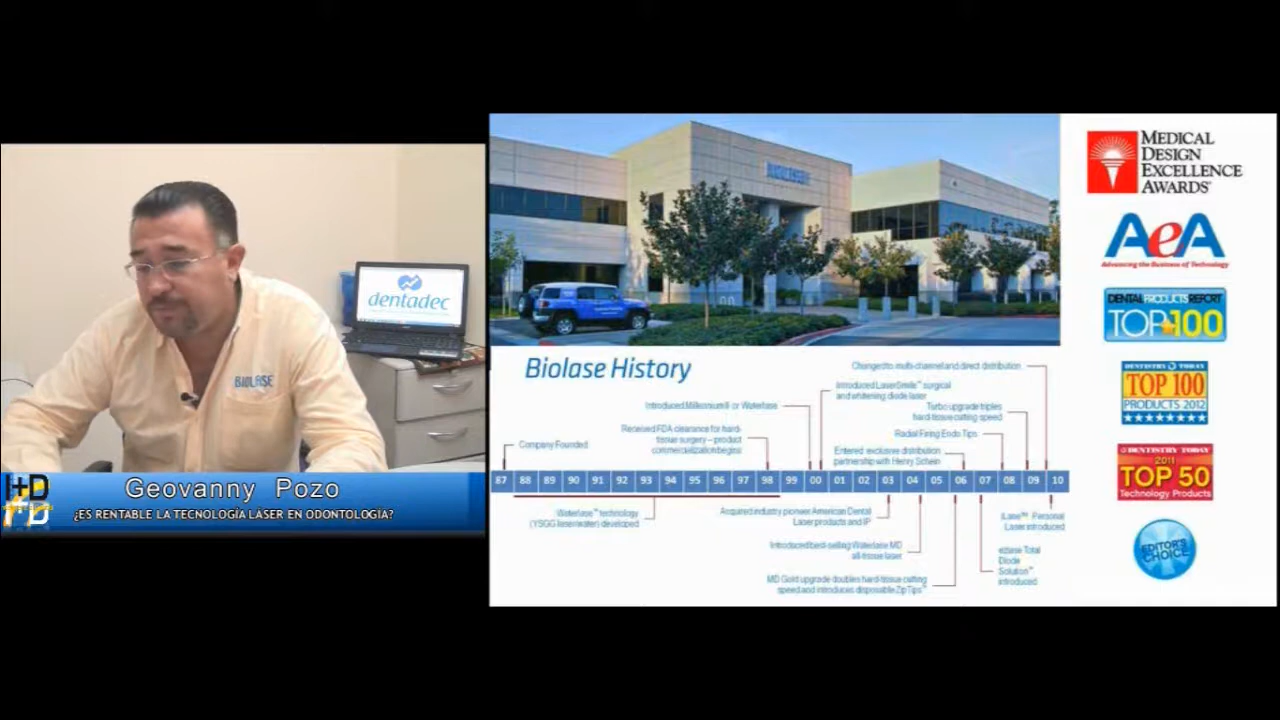 dentadec
BIOLASE
I+D
Geovanny Pozo
¿ES RENTABLE LA TECNOLOGÍA LÁSER EN ODONTOLOGIA?
BIOLASE
MEDICAL
DESIGN
EXCELLENCE
AWARDS
AeA
Advancing the Business of Technology
DENTAL PRODUCTS REPORT
TOP 100
DENTISTRY TODAY
TOP 100
PRODUCTS 2012
DENTISTRY TODAY
2011
TOP 50
Technology Products
EDITOR'S
CHOICE
Biolase History
Changed to multi-channel and direct distribution
Introduced LaserSmile™ surgical
and whitening diode laser
Introduced Millennium® or Waterlase
Turbo upgrade triples
hard-tissue cutting speed
Received FDA clearance for hard-
tissue surgery – product
commercialization begins
Radial Firing Endo Tips
Company Founded
Entered exclusive distribution
partnership with Henry Schein
87 88 89 90 91 92 93 94 95 96 97 98 99 00 01 02 03 04 05 06 07 08 09 10
Waterlase™ technology
(YSGG laser/water) developed
Acquired industry pioneer American Dental
Laser products and IP
iLase™ Personal
Laser introduced
Introduced best-selling Waterlase MD
all-tissue laser
ezlase Total
Diode
Solution™
introduced
MD Gold upgrade doubles hard-tissue cutting
speed and introduces disposable ZipTips™